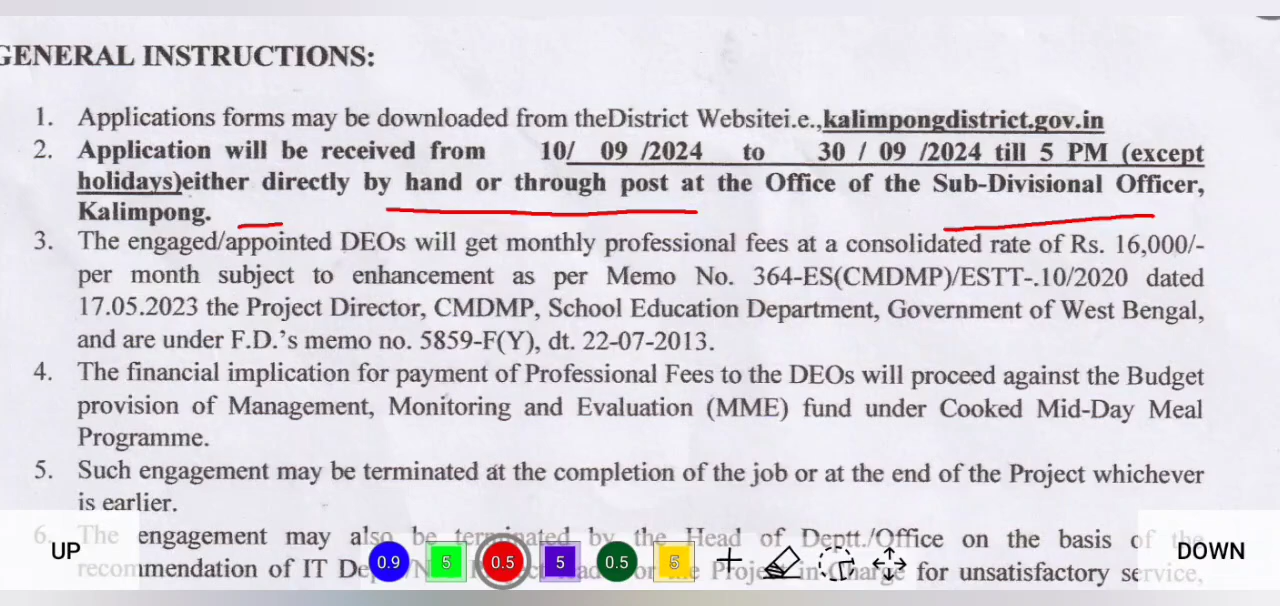 GENERAL INSTRUCTIONS:
1. Applications forms may be downloaded from theDistrict Websitei.e.,kalimpongdistrict.gov.in
2. Application will be received from 10/ 09 /2024 to 30 / 09 /2024 till 5 PM (except
holidays)either directly by hand or through post at the Office of the Sub-Divisional Officer,
Kalimpong.
3. The engaged/appointed DEOs will get monthly professional fees at a consolidated rate of Rs. 16,000/-
per month subject to enhancement as per Memo No. 364-ES(CMDMP)/ESTT-.10/2020 dated
17.05.2023 the Project Director, CMDMP, School Education Department, Government of West Bengal,
and are under F.D.'s memo no. 5859-F(Y), dt. 22-07-2013.
4. The financial implication for payment of Professional Fees to the DEOs will proceed against the Budget
provision of Management, Monitoring and Evaluation (MME) fund under Cooked Mid-Day Meal
Programme.
5. Such engagement may be terminated at the completion of the job or at the end of the Project whichever
is earlier.
6. The engagement may also be terminated by the Head of Deptt./Office on the basis of the
recommendation of IT or the Project in-Charge for unsatisfactory service,
UP 0.9 5 0.5 5 0.5 5 DOWN